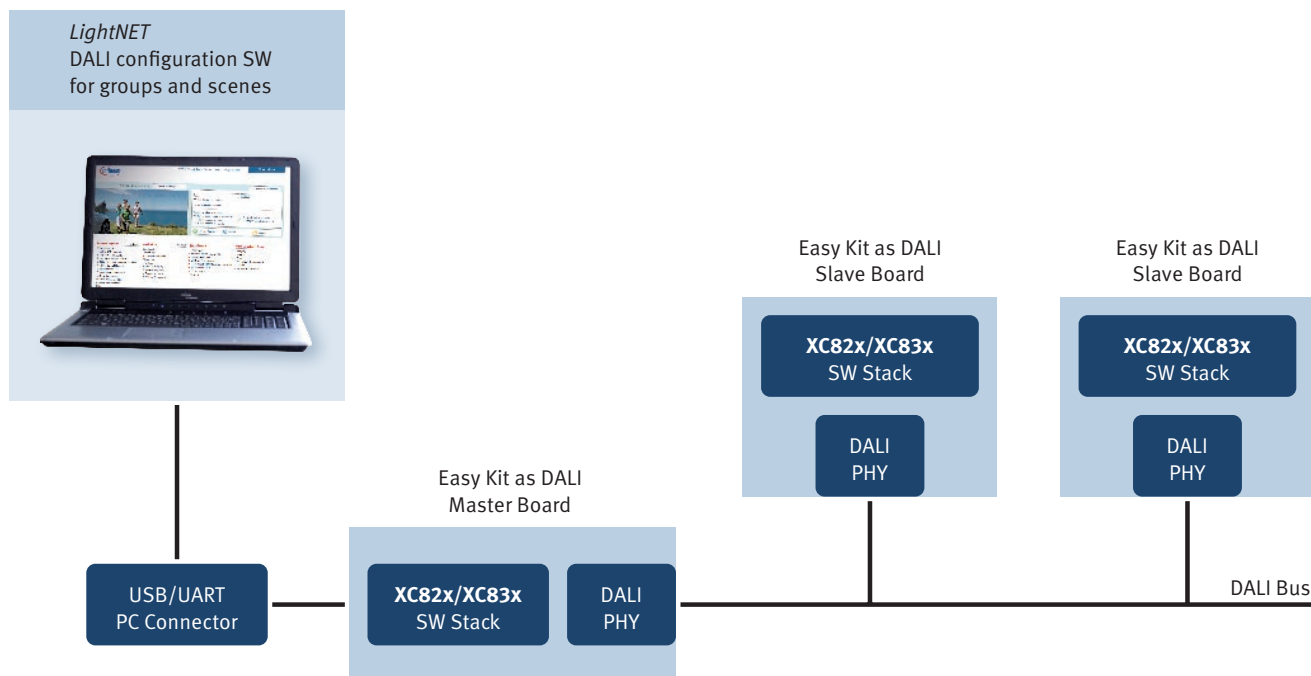 LightNET
DALI configuration SW
for groups and scenes
Easy Kit as DALI
Slave Board
XC82x/XC83x
SW Stack
DALI
PHY
Easy Kit as DALI
Slave Board
XC82x/XC83x
SW Stack
DALI
PHY
Easy Kit as DALI
Master Board
USB/UART
PC Connector
XC82x/XC83x
SW Stack
DALI
PHY
DALI Bus